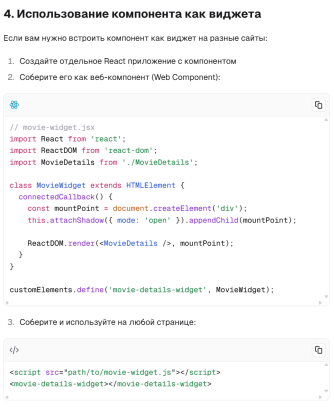 4. Использование компонента как виджета
Если вам нужно встроить компонент как виджет на разные сайты:
1. Создайте отдельное React приложение с компонентом
2. Соберите его как веб-компонент (Web Component):
// movie-widget.jsx
import React from 'react';
import ReactDOM from 'react-dom';
import MovieDetails from './MovieDetails';
class MovieWidget extends HTMLElement {
connectedCallback() {
const mountPoint = document.createElement('div');
this.attachShadow({ mode: 'open' }).appendChild(mountPoint);
ReactDOM.render(<MovieDetails />, mountPoint);
}
}
customElements.define('movie-details-widget', MovieWidget);
3. Соберите и используйте на любой странице:
</>
<script src="path/to/movie-widget.js"></script>
<movie-details-widget></movie-details-widget>